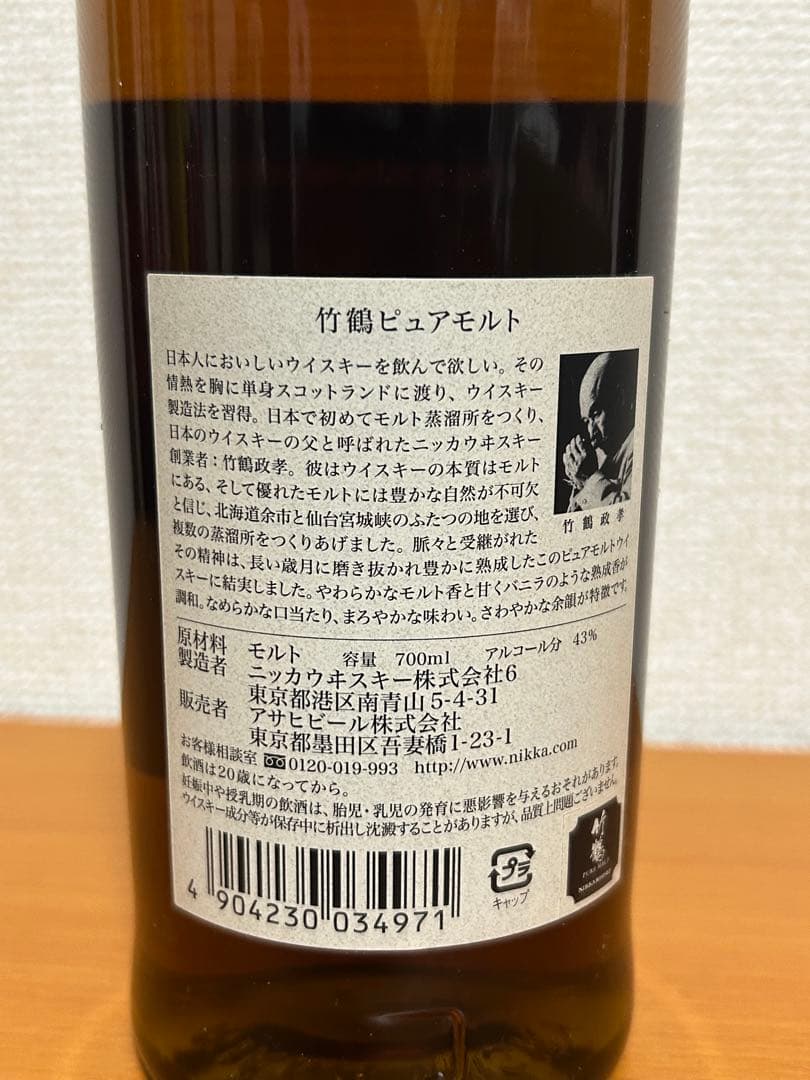 竹鶴ピュアモルト
日本人においしいウイスキーを飲んで欲しい。その
情熱を胸に単身スコットランドに渡り、ウイスキー
製造法を習得。日本で初めてモルト蒸溜所をつくり、
日本のウイスキーの父と呼ばれたニッカウヰスキー
創業者：竹鶴政孝。彼はウイスキーの本質はモルト
にある、そして優れたモルトには豊かな自然が不可欠
と信じ、北海道余市と仙台宮城峡のふたつの地を選び、
複数の蒸溜所をつくりあげました。脈々と受継がれた
その精神は、長い歳月に磨き抜かれ豊かに熟成したこのピュアモルトウイ
スキーに結実しました。やわらかなモルト香と甘くバニラのような熟成香が
調和。なめらかな口当たり、まろやかな味わい。さわやかな余韻が特徴です。
竹鶴政孝
原材料 モルト 容量 700ml アルコール分 43%
製造者 ニッカウヰスキー株式会社6
東京都港区南青山5-4-31
販売者 アサヒビール株式会社
東京都墨田区吾妻橋1-23-1
お客様相談室 0120-019-993 http://www.nikka.com
飲酒は20歳になってから。
妊娠中や授乳期の飲酒は、胎児・乳児の発育に悪影響を与えるおそれがあります。
ウイスキー成分等が保存中に析出し沈澱することがありますが、品質上問題ございません。
4 904230 034971
プラ
キャップ
竹鶴
PURE MALT